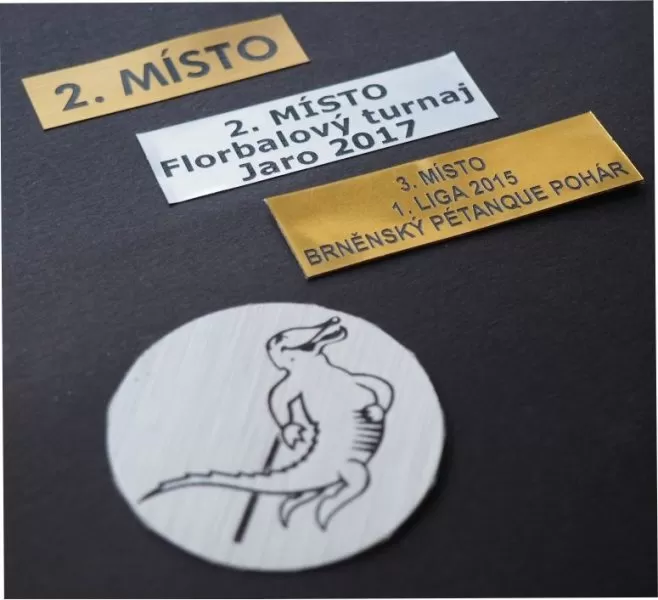 2. MÍSTO
2. MÍSTO
Florbalový turnaj
Jaro 2017
3. MÍSTO
1. LIGA 2015
BRNĚNSKÝ PÉTANQUE POHÁR